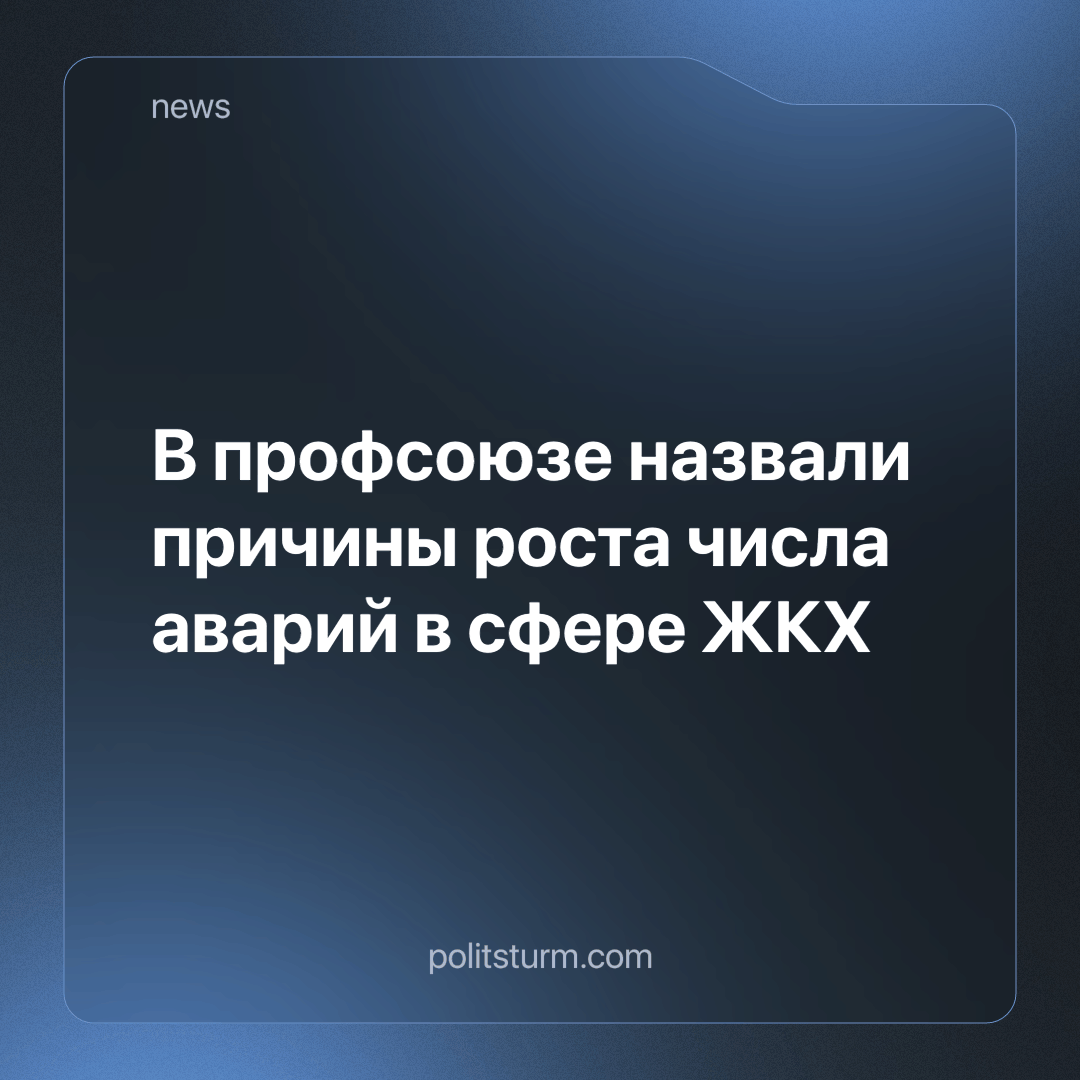 news
В профсоюзе назвали
причины роста числа
аварий в сфере ЖКХ
politsturm.com